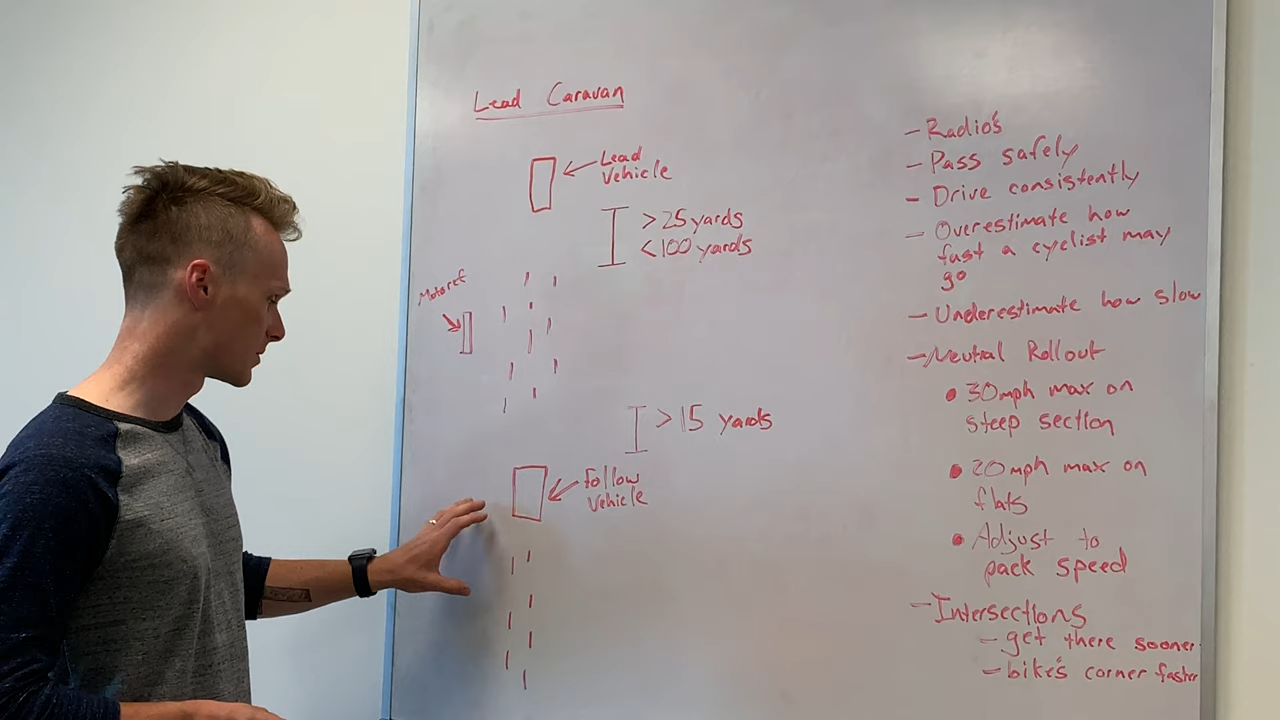 Lead Caravan
Lead
Vehicle
> 25 yards
< 100 yards
Motoref
> 15 yards
Follow
Vehicle
- Radio's
- Pass safely
- Drive consistently
- Overestimate how
fast a cyclist may
go
- Underestimate how slow
- Neutral Rollout
• 30mph max on
steep section
• 20mph max on
flats
• Adjust to
pack speed
- Intersections
- get there sooner
- bike's corner faster